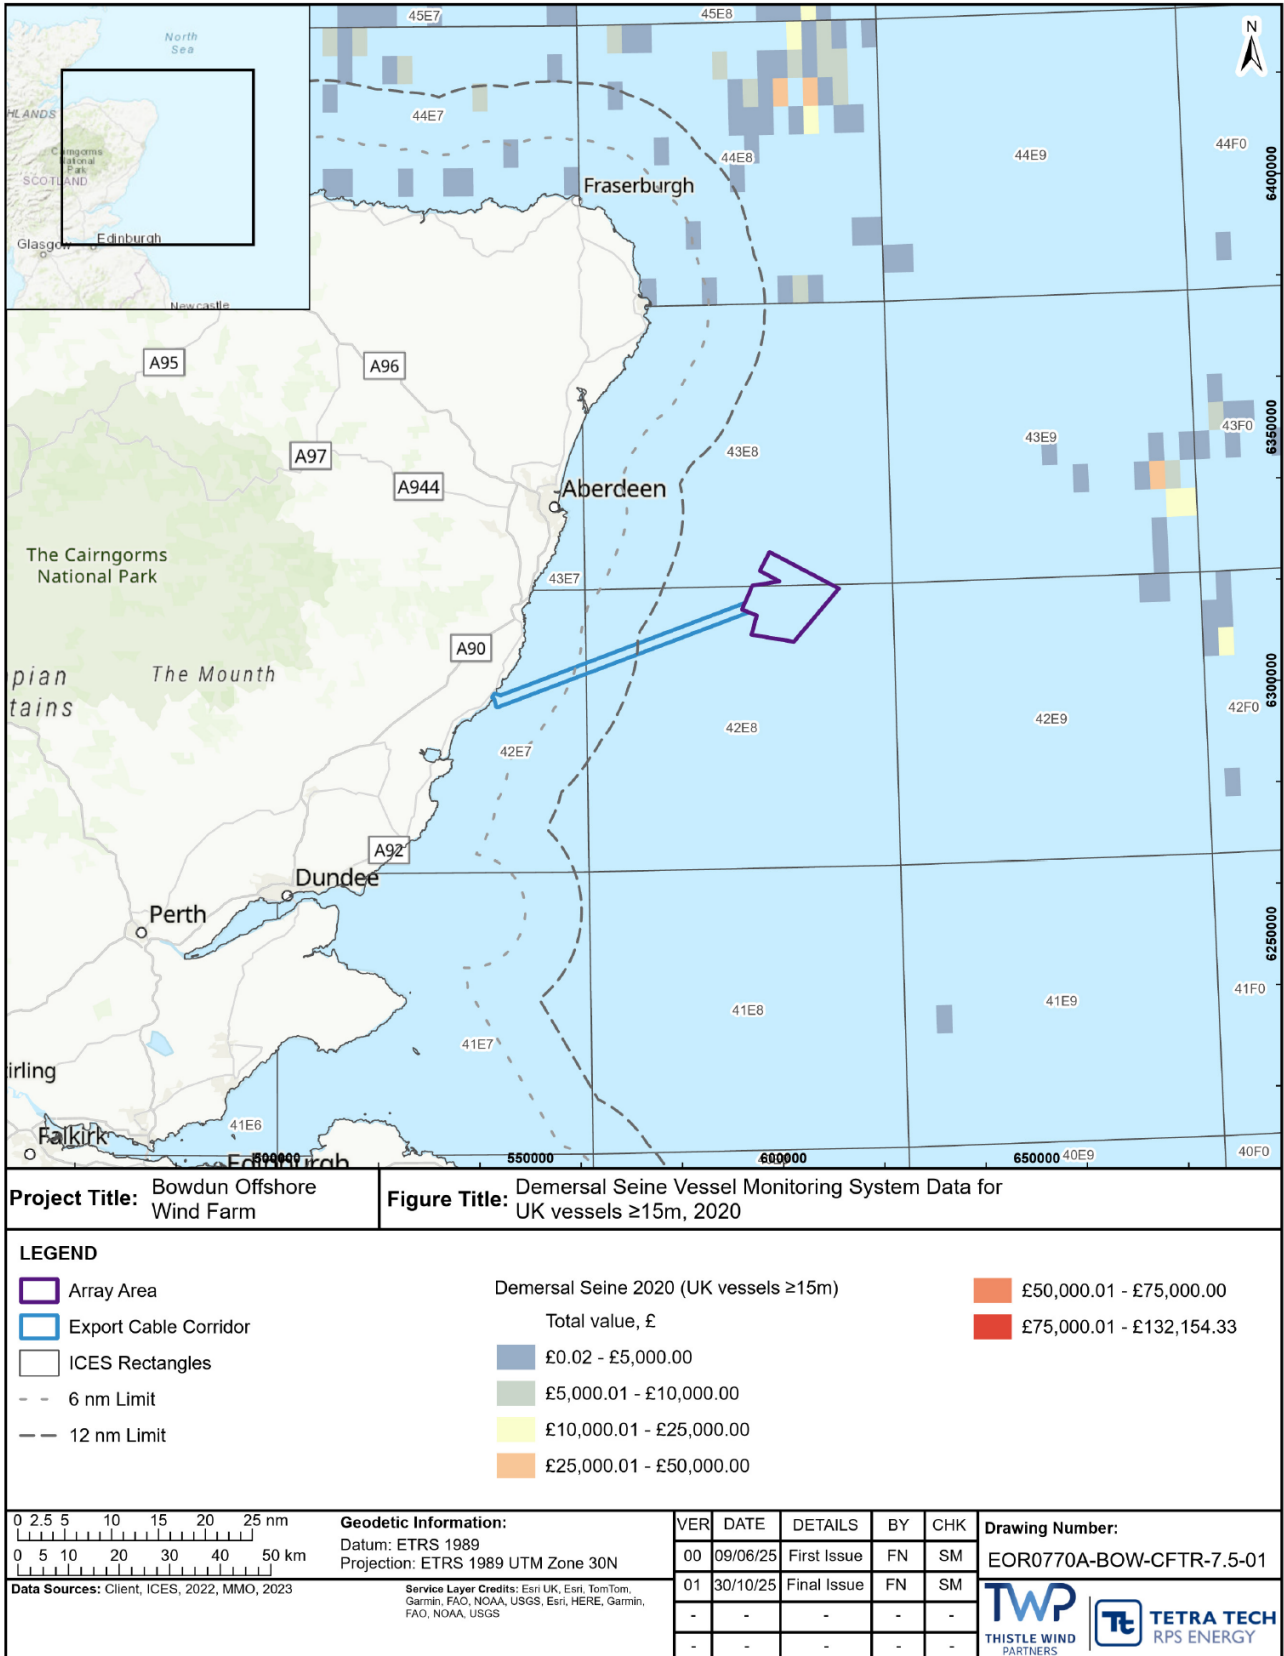 45E7
45E8
North
Sea
N
HLANDS
Cairngorms
National
Park
SCOTLAND
Glasgow
Edinburgh
Newcastle
44E7
44E8
44E9
44F0
6400000
Fraserburgh
A95
A96
A97
A944
43E8
43E9
43F0
6350000
Aberdeen
The Cairngorms
National Park
43E7
A90
The Mounth
pian
tains
6300000
42E7
42E8
42E9
42F0
A92
Dundee
Perth
6250000
41E7
41E8
41E9
41F0
irling
41E6
Falkirk
Edinburgh
500000
550000
600000
650000
40E9
40F0
Project Title: Bowdun Offshore
Wind Farm
Figure Title: Demersal Seine Vessel Monitoring System Data for
UK vessels ≥15m, 2020
LEGEND
Array Area
Export Cable Corridor
ICES Rectangles
6 nm Limit
12 nm Limit
Demersal Seine 2020 (UK vessels ≥15m)
Total value, £
£0.02 - £5,000.00
£5,000.01 - £10,000.00
£10,000.01 - £25,000.00
£25,000.01 - £50,000.00
£50,000.01 - £75,000.00
£75,000.01 - £132,154.33
0 2.5 5 10 15 20 25 nm
0 5 10 20 30 40 50 km
Geodetic Information:
Datum: ETRS 1989
Projection: ETRS 1989 UTM Zone 30N
Data Sources: Client, ICES, 2022, MMO, 2023
Service Layer Credits: Esri UK, Esri, TomTom,
Garmin, FAO, NOAA, USGS, Esri, HERE, Garmin,
FAO, NOAA, USGS
VER DATE DETAILS BY CHK
00 09/06/25 First Issue FN SM
01 30/10/25 Final Issue FN SM
- - - - -
- - - - -
Drawing Number:
EOR0770A-BOW-CFTR-7.5-01
TWP
THISTLE WIND
PARTNERS
Tt
TETRA TECH
RPS ENERGY